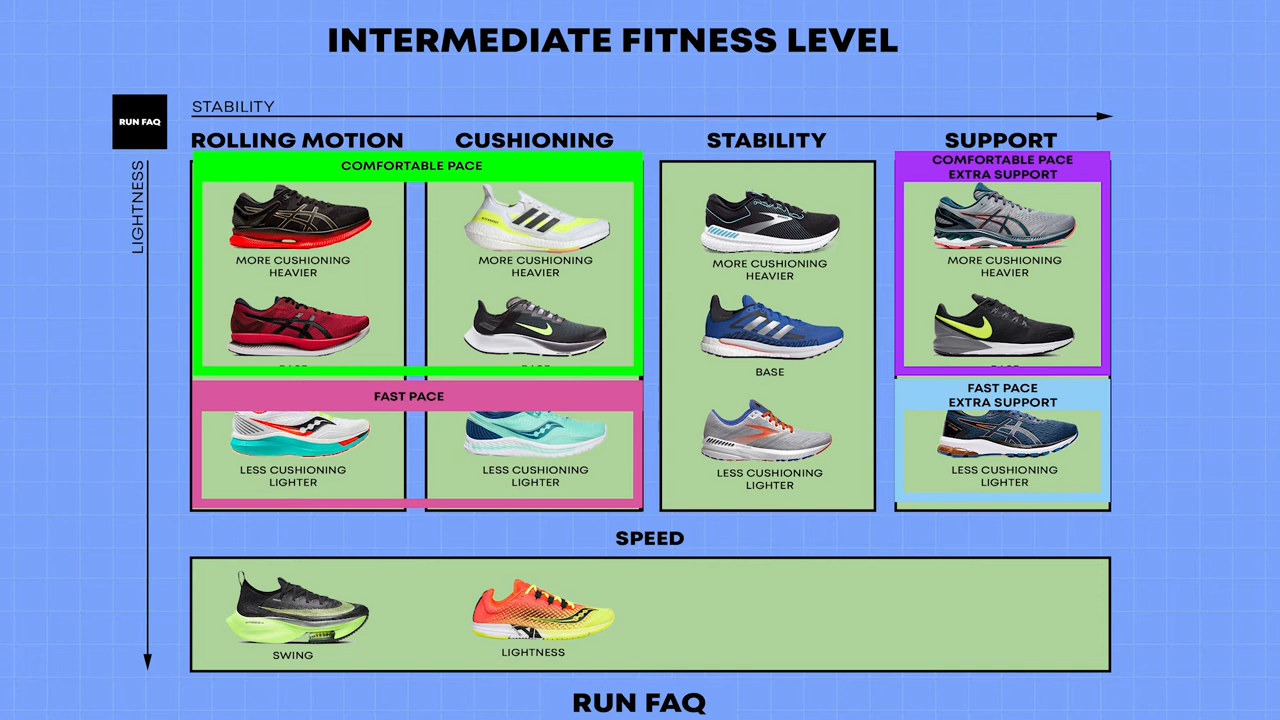 INTERMEDIATE FITNESS LEVEL
STABILITY
RUN FAQ
LIGHTNESS
ROLLING MOTION
CUSHIONING
STABILITY
SUPPORT
COMFORTABLE PACE
COMFORTABLE PACE
EXTRA SUPPORT
MORE CUSHIONING
HEAVIER
MORE CUSHIONING
HEAVIER
MORE CUSHIONING
HEAVIER
MORE CUSHIONING
HEAVIER
BASE
FAST PACE
FAST PACE
EXTRA SUPPORT
LESS CUSHIONING
LIGHTER
LESS CUSHIONING
LIGHTER
LESS CUSHIONING
LIGHTER
LESS CUSHIONING
LIGHTER
SPEED
SWING
LIGHTNESS
RUN FAQ